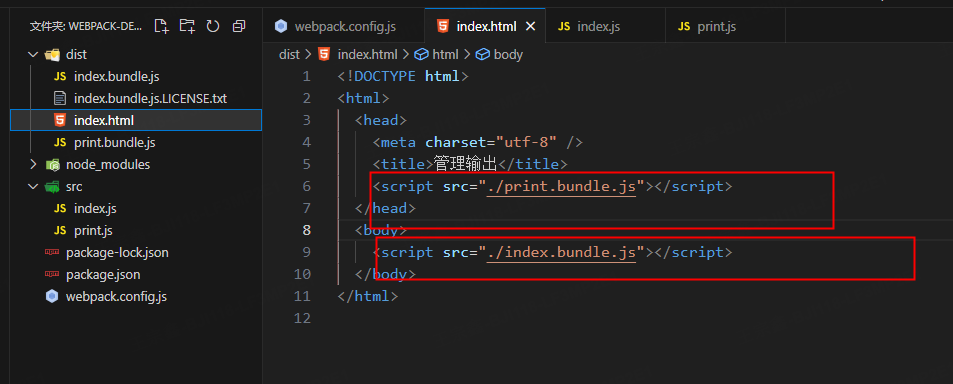 文件夹: WEBPACK-DE...
dist
JS index.bundle.js
index.bundle.js.LICENSE.txt
index.html
JS print.bundle.js
node_modules
src
JS index.js
JS print.js
package-lock.json
package.json
webpack.config.js
webpack.config.js
index.html
JS index.js
JS print.js
dist > index.html > html > body
1 <!DOCTYPE html>
2 <html>
3 <head>
4 <meta charset="utf-8" />
5 <title>管理输出</title>
6 <script src="./print.bundle.js"></script>
7 </head>
8 <body>
9 <script src="./index.bundle.js"></script>
10 </body>
11 </html>
12